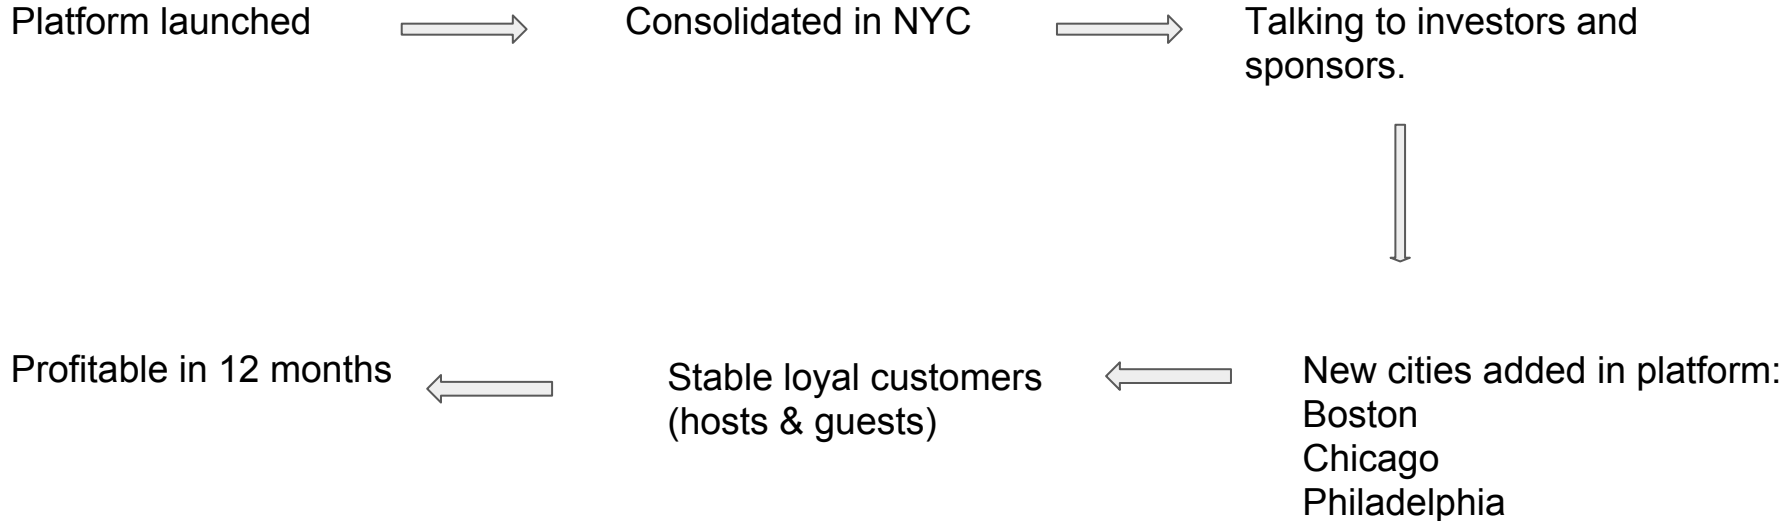 Platform launched
Consolidated in NYC
Talking to investors and
sponsors.
New cities added in platform:
Boston
Chicago
Philadelphia
Stable loyal customers
(hosts & guests)
Profitable in 12 months